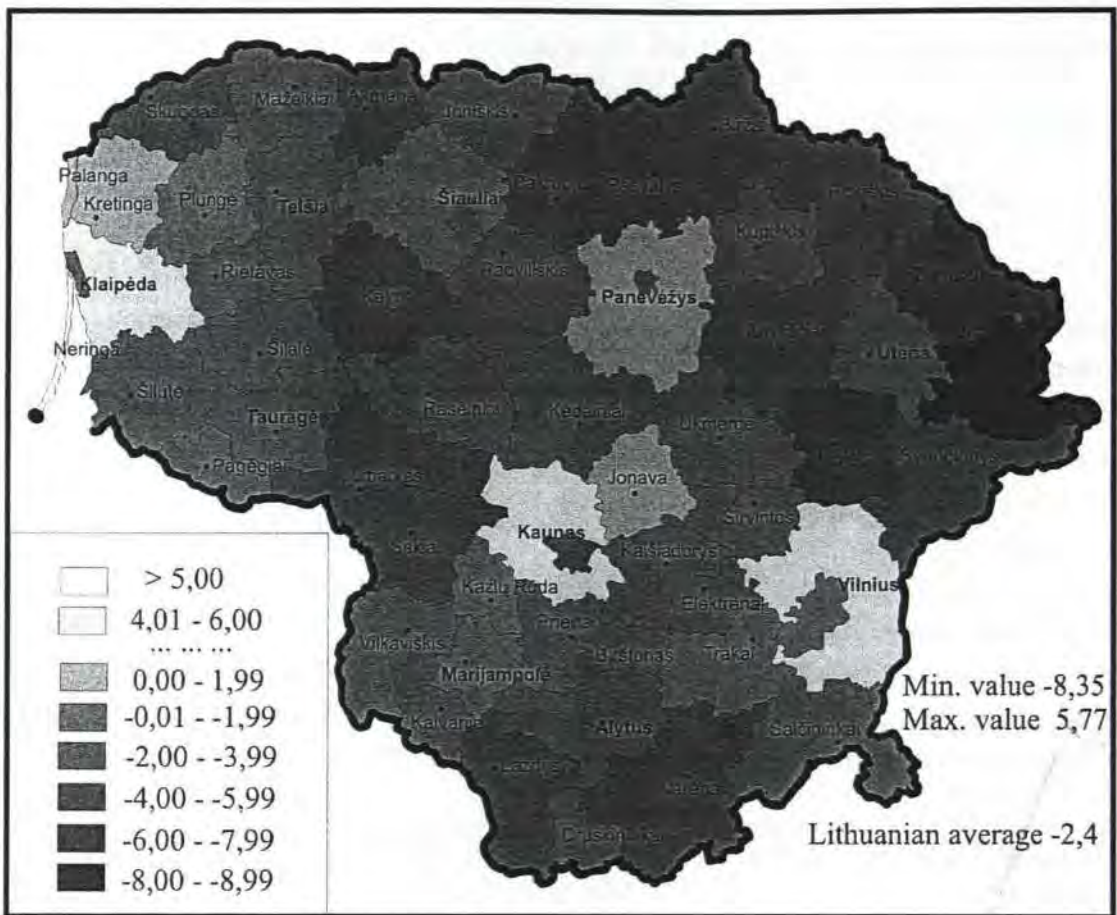 Skuodas
Mažeikiai
Akmenė
Joniškis
Biržai
Palanga
Kretinga
Plungė
Telšiai
Šiauliai
Pasvalys
Kupiškis
Klaipėda
Rietavas
Radviliškis
Panevėžys
Utena
Neringa
Šilalė
Šilutė
Tauragė
Raseiniai
Kėdainiai
Ukmergė
Pagėgiai
Jonava
Širvintos
Kaunas
Kaišiadorys
Kazlų Rūda
Elektrėnai
Vilnius
Vilkaviškis
Birštonas
Trakai
Marijampolė
Kalvarija
Alytus
Šalčininkai
Lazdijai
Varėna
Druskininkai
> 5,00
4,01 - 6,00
... ... ...
0,00 - 1,99
-0,01 - -1,99
-2,00 - -3,99
-4,00 - -5,99
-6,00 - -7,99
-8,00 - -8,99
Min. value -8,35
Max. value 5,77
Lithuanian average -2,4